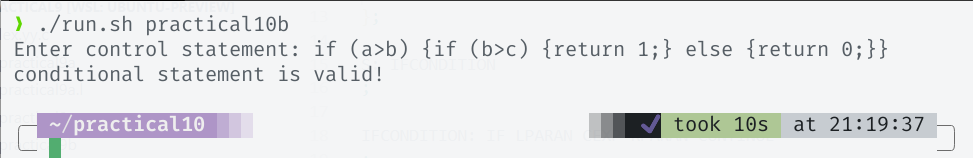 ❯ ./run.sh practical10b
Enter control statement: if (a>b) {if (b>c) {return 1;} else {return 0;}}
conditional statement is valid!
~/practical10 ✔ took 10s at 21:19:37